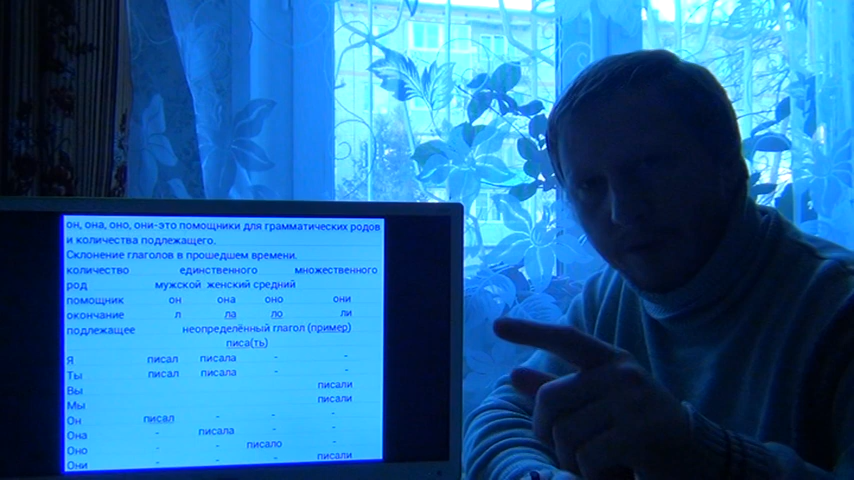 он, она, оно, они-это помощники для грамматических родов
и количества подлежащего.
Склонение глаголов в прошедшем времени.
количество единственного множественного
род мужской женский средний
помощник он она оно они
окончание л ла ло ли
подлежащее неопределённый глагол (пример)
писа(ть)
Я писал писала - -
Ты писал писала - -
Вы писали
Мы писали
Он писал - - -
Она - писала - -
Оно - - писало -
Они - - - писали